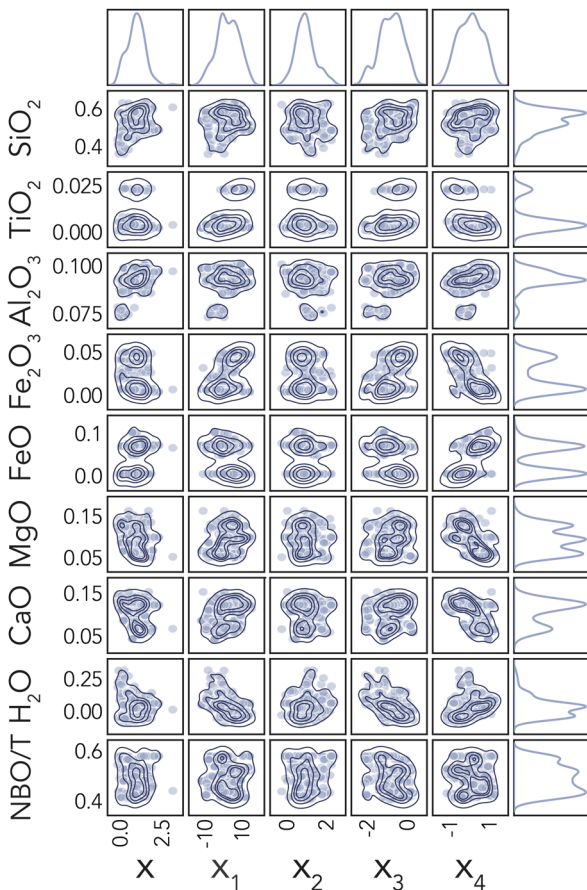 SiO₂ 0.6 0.4
TiO₂ 0.025 0.000
Al₂O₃ 0.100 0.075
Fe₂O₃ 0.05 0.00
FeO 0.1 0.0
MgO 0.15 0.05
CaO 0.15 0.05
H₂O 0.25 0.00
NBO/T 0.6 0.4
0.0 2.5 -10 10 0 2 -2 0 -1 1
x x₁ x₂ x₃ x₄